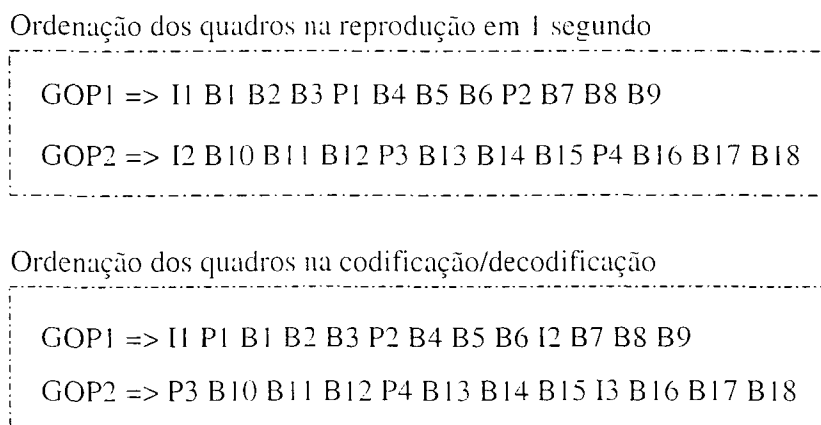 Ordenação dos quadros na reprodução em 1 segundo
GOP1 => I1 B1 B2 B3 P1 B4 B5 B6 P2 B7 B8 B9
GOP2 => I2 B10 B11 B12 P3 B13 B14 B15 P4 B16 B17 B18
Ordenação dos quadros na codificação/decodificação
GOP1 => I1 P1 B1 B2 B3 P2 B4 B5 B6 I2 B7 B8 B9
GOP2 => P3 B10 B11 B12 P4 B13 B14 B15 I3 B16 B17 B18